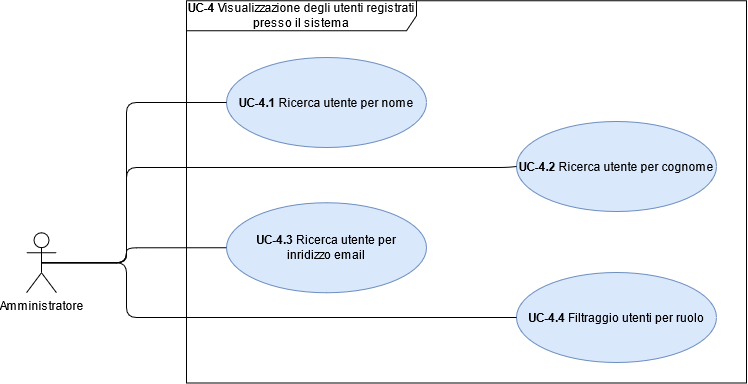 UC-4 Visualizzazione degli utenti registrati
presso il sistema
UC-4.1 Ricerca utente per nome
UC-4.2 Ricerca utente per cognome
UC-4.3 Ricerca utente per
inridizzo email
Amministratore
UC-4.4 Filtraggio utenti per ruolo